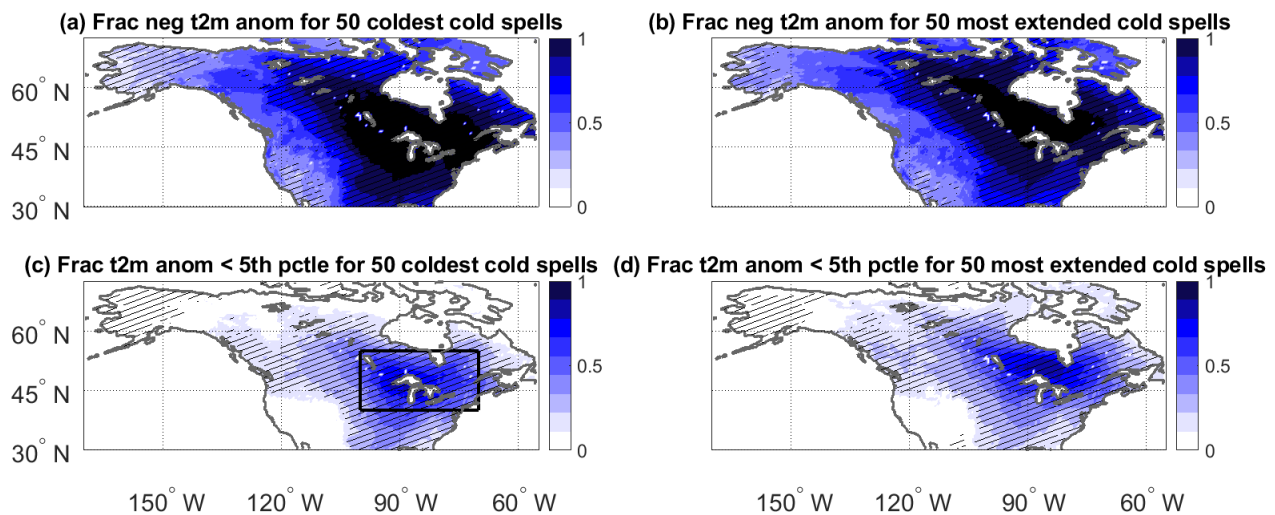 (a) Frac neg t2m anom for 50 coldest cold spells
(b) Frac neg t2m anom for 50 most extended cold spells
60° N
45° N
30° N
1
0.5
0
1
0.5
0
(c) Frac t2m anom < 5th pctle for 50 coldest cold spells
(d) Frac t2m anom < 5th pctle for 50 most extended cold spells
60° N
45° N
30° N
1
0.5
0
1
0.5
0
150° W 120° W 90° W 60° W
150° W 120° W 90° W 60° W